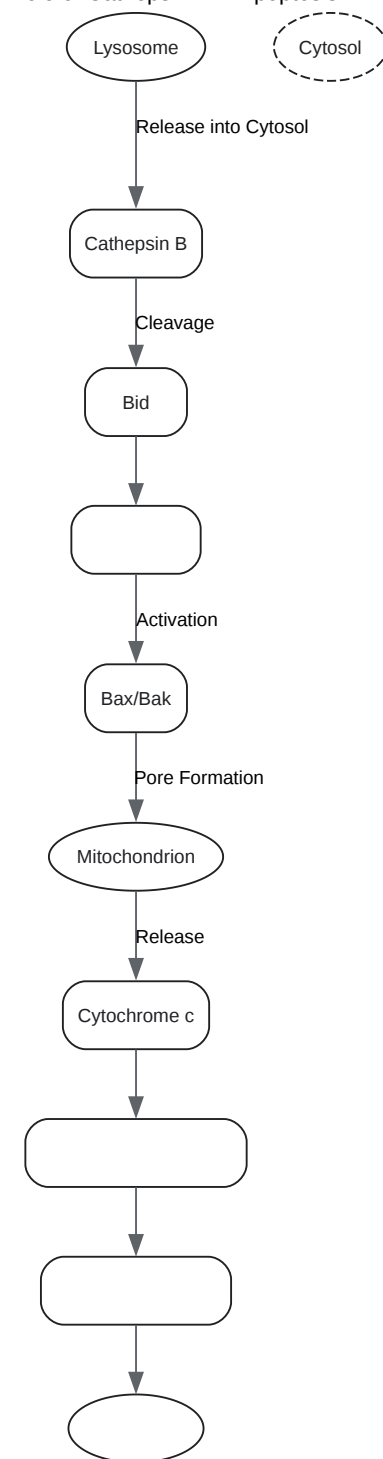 Lysosome
Cytosol
Release into Cytosol
Cathepsin B
Cleavage
Bid
Activation
Bax/Bak
Pore Formation
Mitochondrion
Release
Cytochrome c